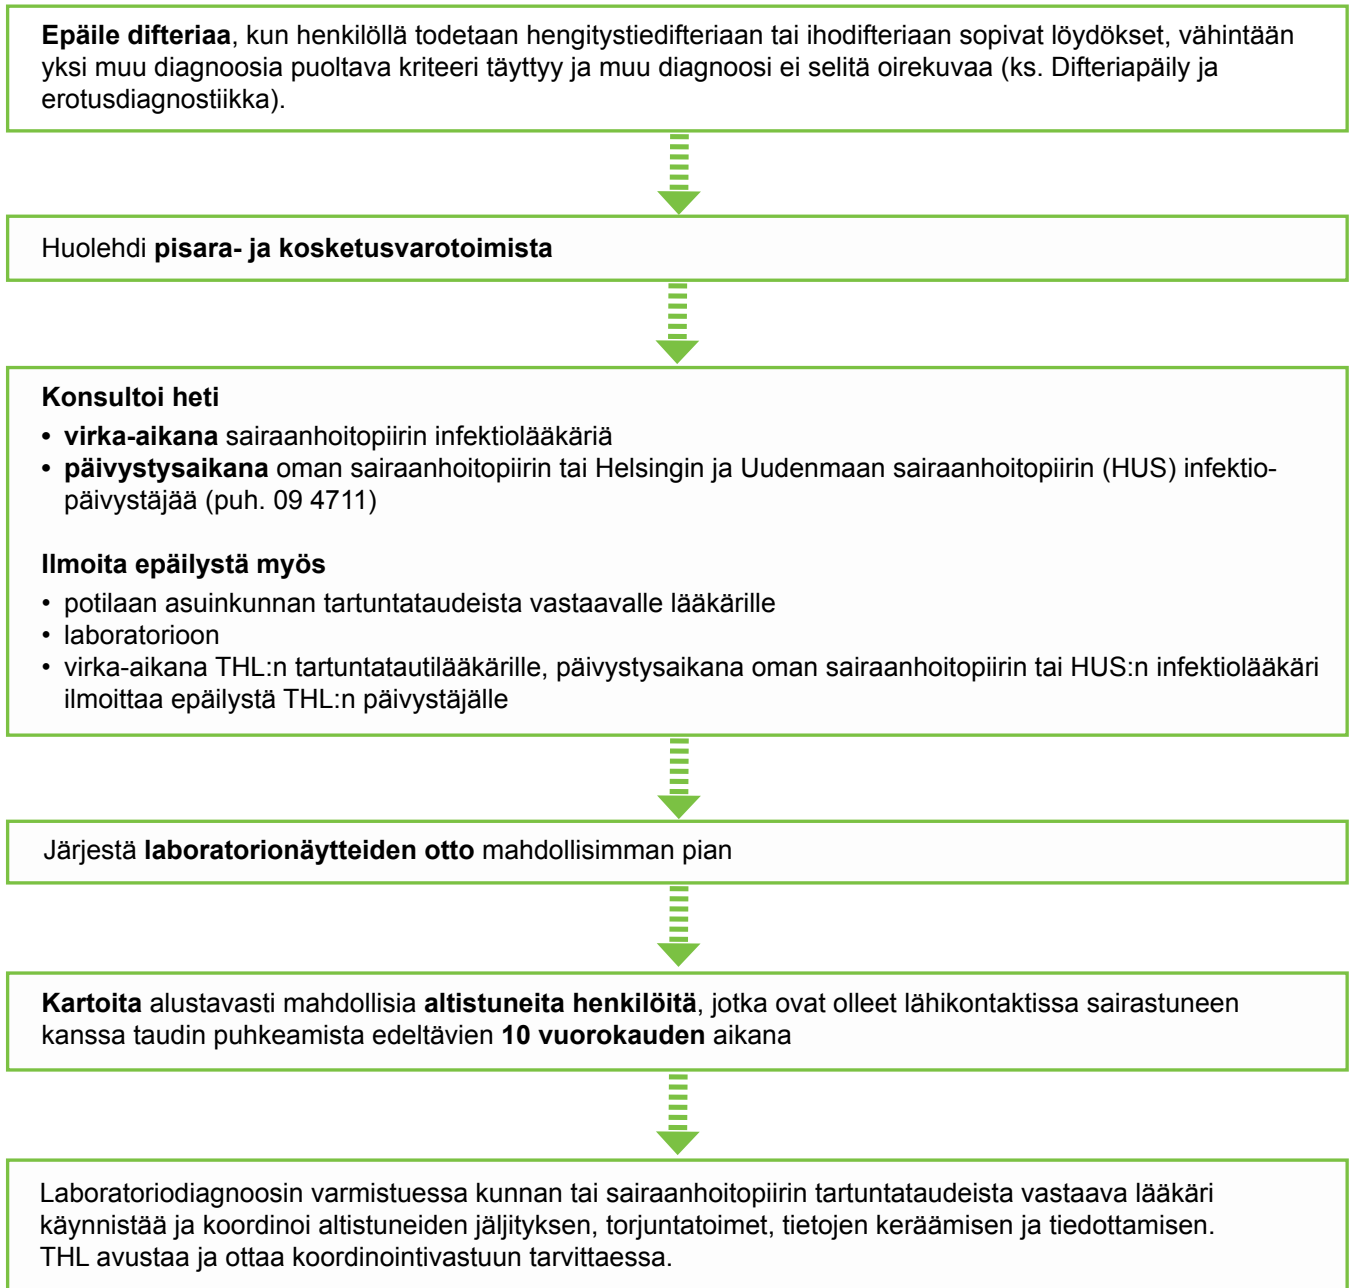 Epäile difteriaa, kun henkilöllä todetaan hengitystiedifteriaan tai ihodifteriaan sopivat löydökset, vähintään
yksi muu diagnoosia puoltava kriteeri täyttyy ja muu diagnoosi ei selitä oirekuvaa (ks. Difteriapäily ja
erotusdiagnostiikka).
Huolehdi pisara- ja kosketusvarotoimista
Konsultoi heti
• virka-aikana sairaanhoitopiirin infektiolääkäriä
• päivystysaikana oman sairaanhoitopiirin tai Helsingin ja Uudenmaan sairaanhoitopiirin (HUS) infektio-
päivystäjää (puh. 09 4711)
Ilmoita epäilystä myös
• potilaan asuinkunnan tartuntataudeista vastaavalle lääkärille
• laboratorioon
• virka-aikana THL:n tartuntatautilääkärille, päivystysaikana oman sairaanhoitopiirin tai HUS:n infektiolääkäri
ilmoittaa epäilystä THL:n päivystäjälle
Järjestä laboratorionäytteiden otto mahdollisimman pian
Kartoita alustavasti mahdollisia altistuneita henkilöitä, jotka ovat olleet lähikontaktissa sairastuneen
kanssa taudin puhkeamista edeltävien 10 vuorokauden aikana
Laboratoriodiagnoosin varmistuessa kunnan tai sairaanhoitopiirin tartuntataudeista vastaava lääkäri
käynnistää ja koordinoi altistuneiden jäljityksen, torjuntatoimet, tietojen keräämisen ja tiedottamisen.
THL avustaa ja ottaa koordinointivastuun tarvittaessa.